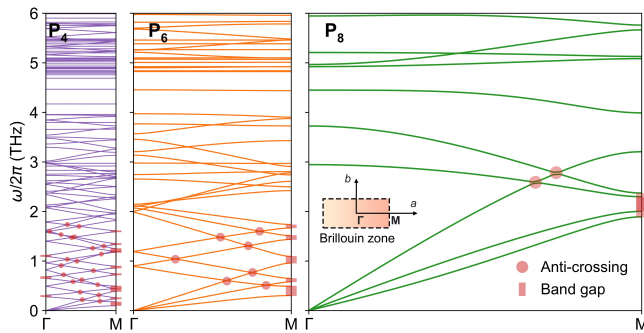 P4
P6
P8
ω/2π (THz)
6
5
4
3
2
1
0
b
a
Γ
M
Brillouin zone
Anti-crossing
Band gap
Γ
M
Γ
M
Γ
M